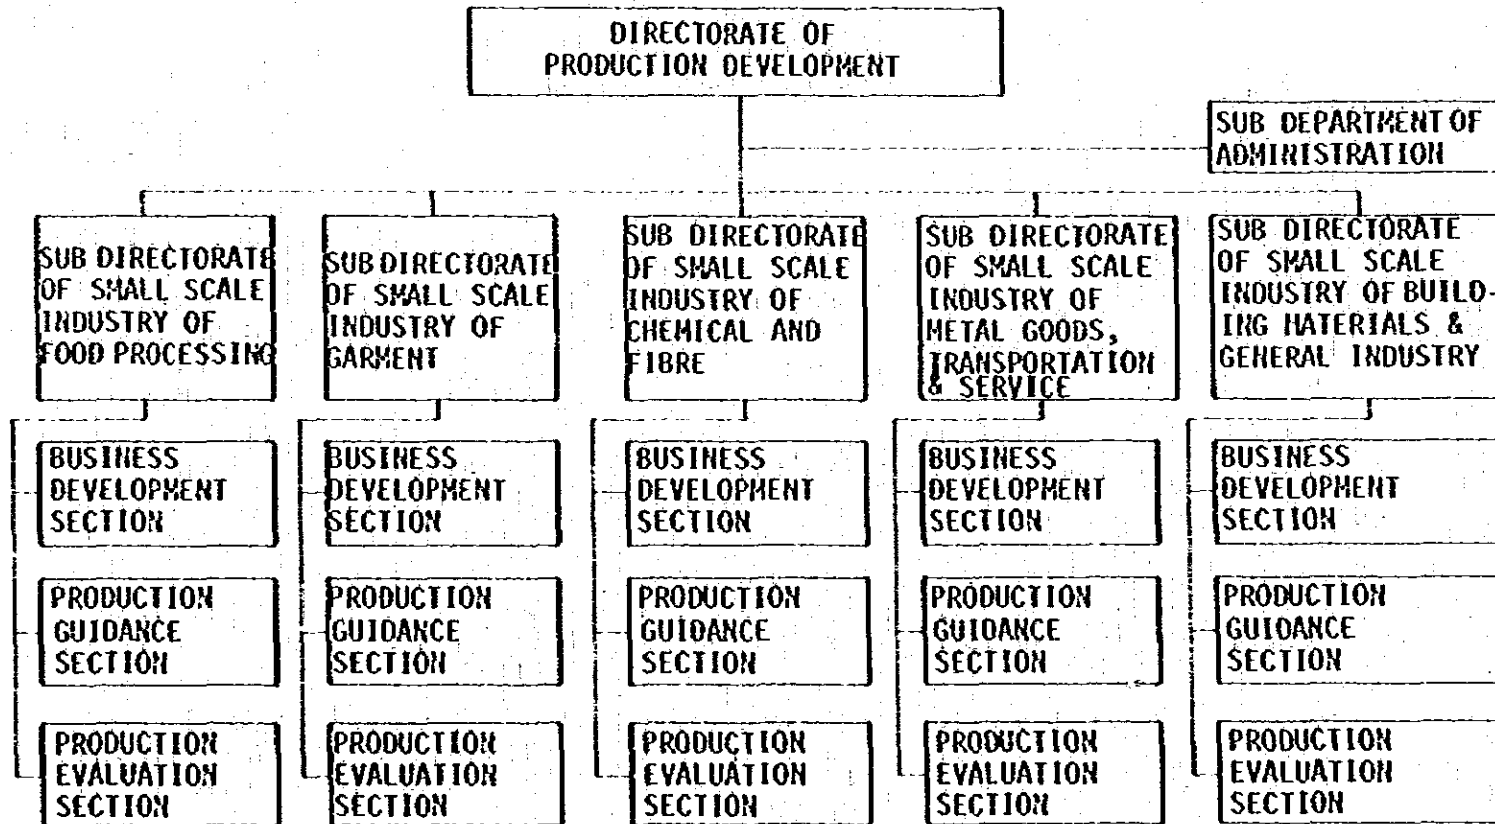 DIRECTORATE OF
PRODUCTION DEVELOPMENT
SUB DEPARTMENT OF
ADMINISTRATION
SUB DIRECTORATE
OF SMALL SCALE
INDUSTRY OF
FOOD PROCESSING
SUB DIRECTORATE
OF SMALL SCALE
INDUSTRY OF
GARMENT
SUB DIRECTORATE
OF SMALL SCALE
INDUSTRY OF
CHEMICAL AND
FIBRE
SUB DIRECTORATE
OF SMALL SCALE
INDUSTRY OF
METAL GOODS,
TRANSPORTATION
& SERVICE
SUB DIRECTORATE
OF SMALL SCALE
INDUSTRY OF BUILD-
ING MATERIALS &
GENERAL INDUSTRY
BUSINESS
DEVELOPMENT
SECTION
BUSINESS
DEVELOPMENT
SECTION
BUSINESS
DEVELOPMENT
SECTION
BUSINESS
DEVELOPMENT
SECTION
BUSINESS
DEVELOPMENT
SECTION
PRODUCTION
GUIDANCE
SECTION
PRODUCTION
GUIDANCE
SECTION
PRODUCTION
GUIDANCE
SECTION
PRODUCTION
GUIDANCE
SECTION
PRODUCTION
GUIDANCE
SECTION
PRODUCTION
EVALUATION
SECTION
PRODUCTION
EVALUATION
SECTION
PRODUCTION
EVALUATION
SECTION
PRODUCTION
EVALUATION
SECTION
PRODUCTION
EVALUATION
SECTION